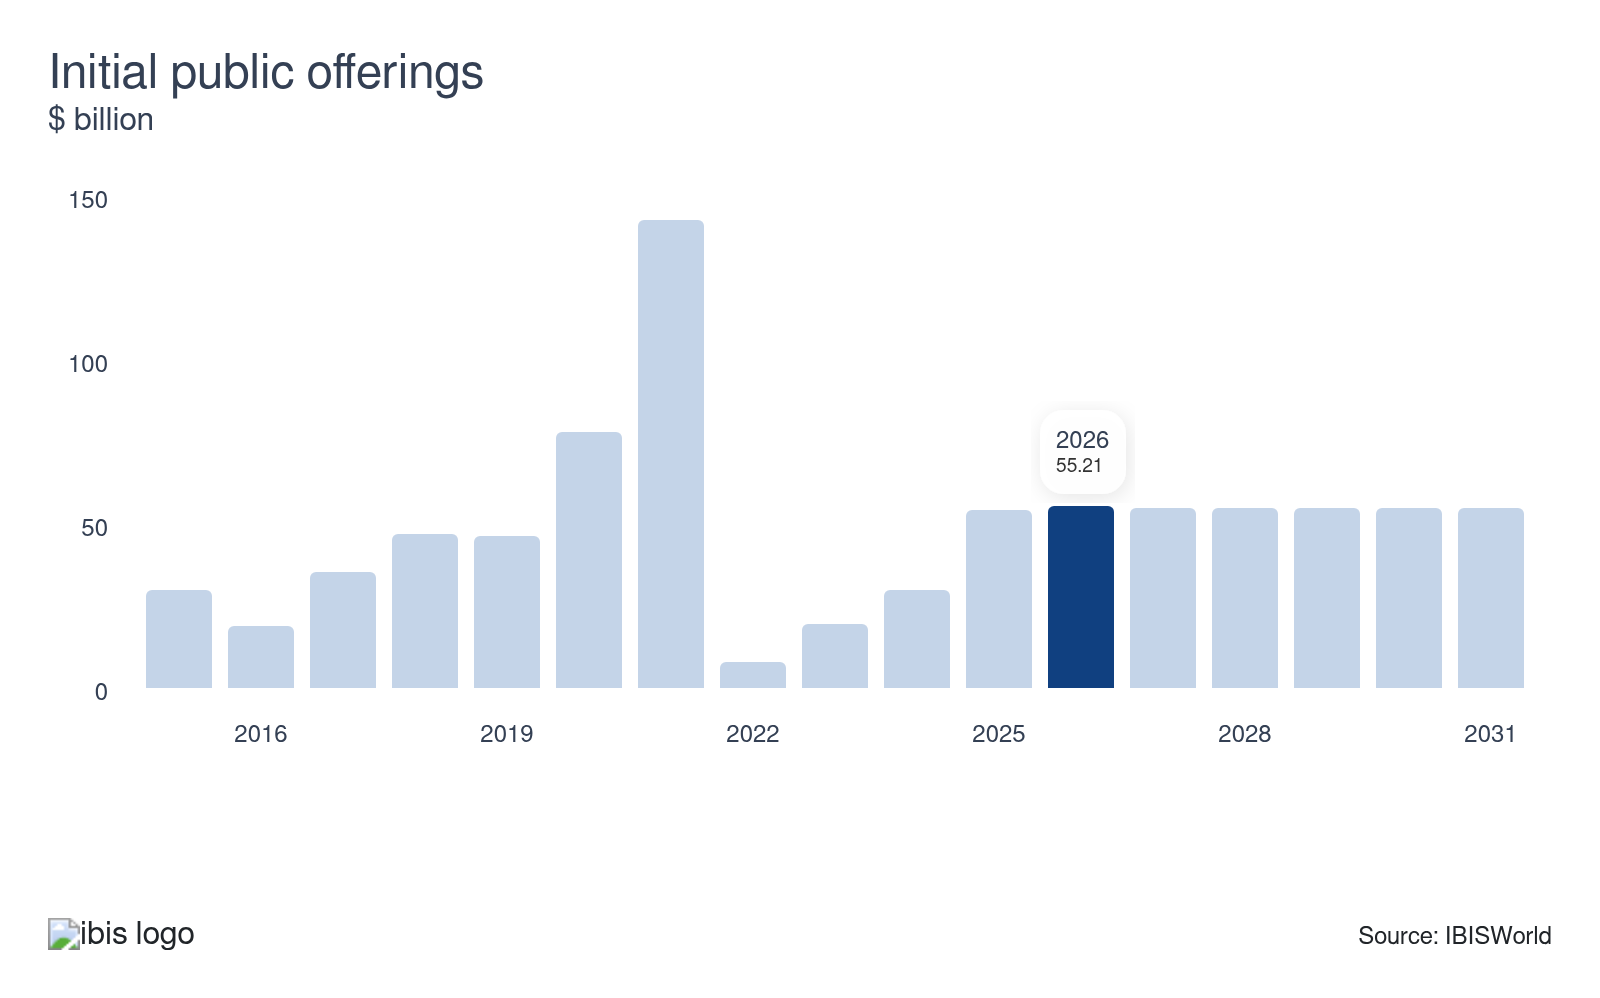 Initial public offerings
$ billion
150
100
50
0
2026
55.21
2016 2019 2022 2025 2028 2031
ibis logo
Source: IBISWorld